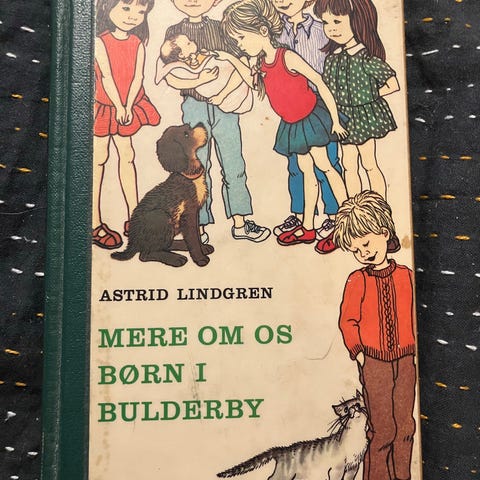 ASTRID LINDGREN
MERE OM OS
BØRN I
BULDERBY